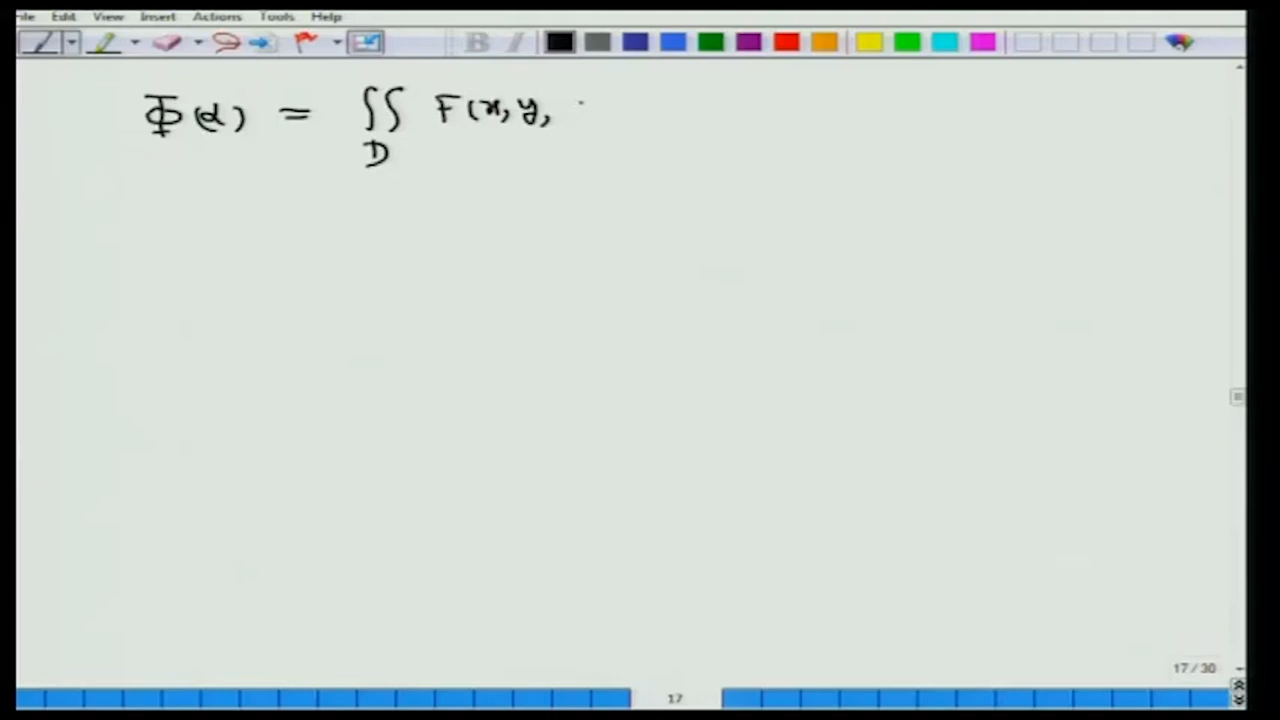 File Edit View Insert Actions Tools Help
B I
Φ(α) = ∬ F(x, y,
D
17 / 30
17